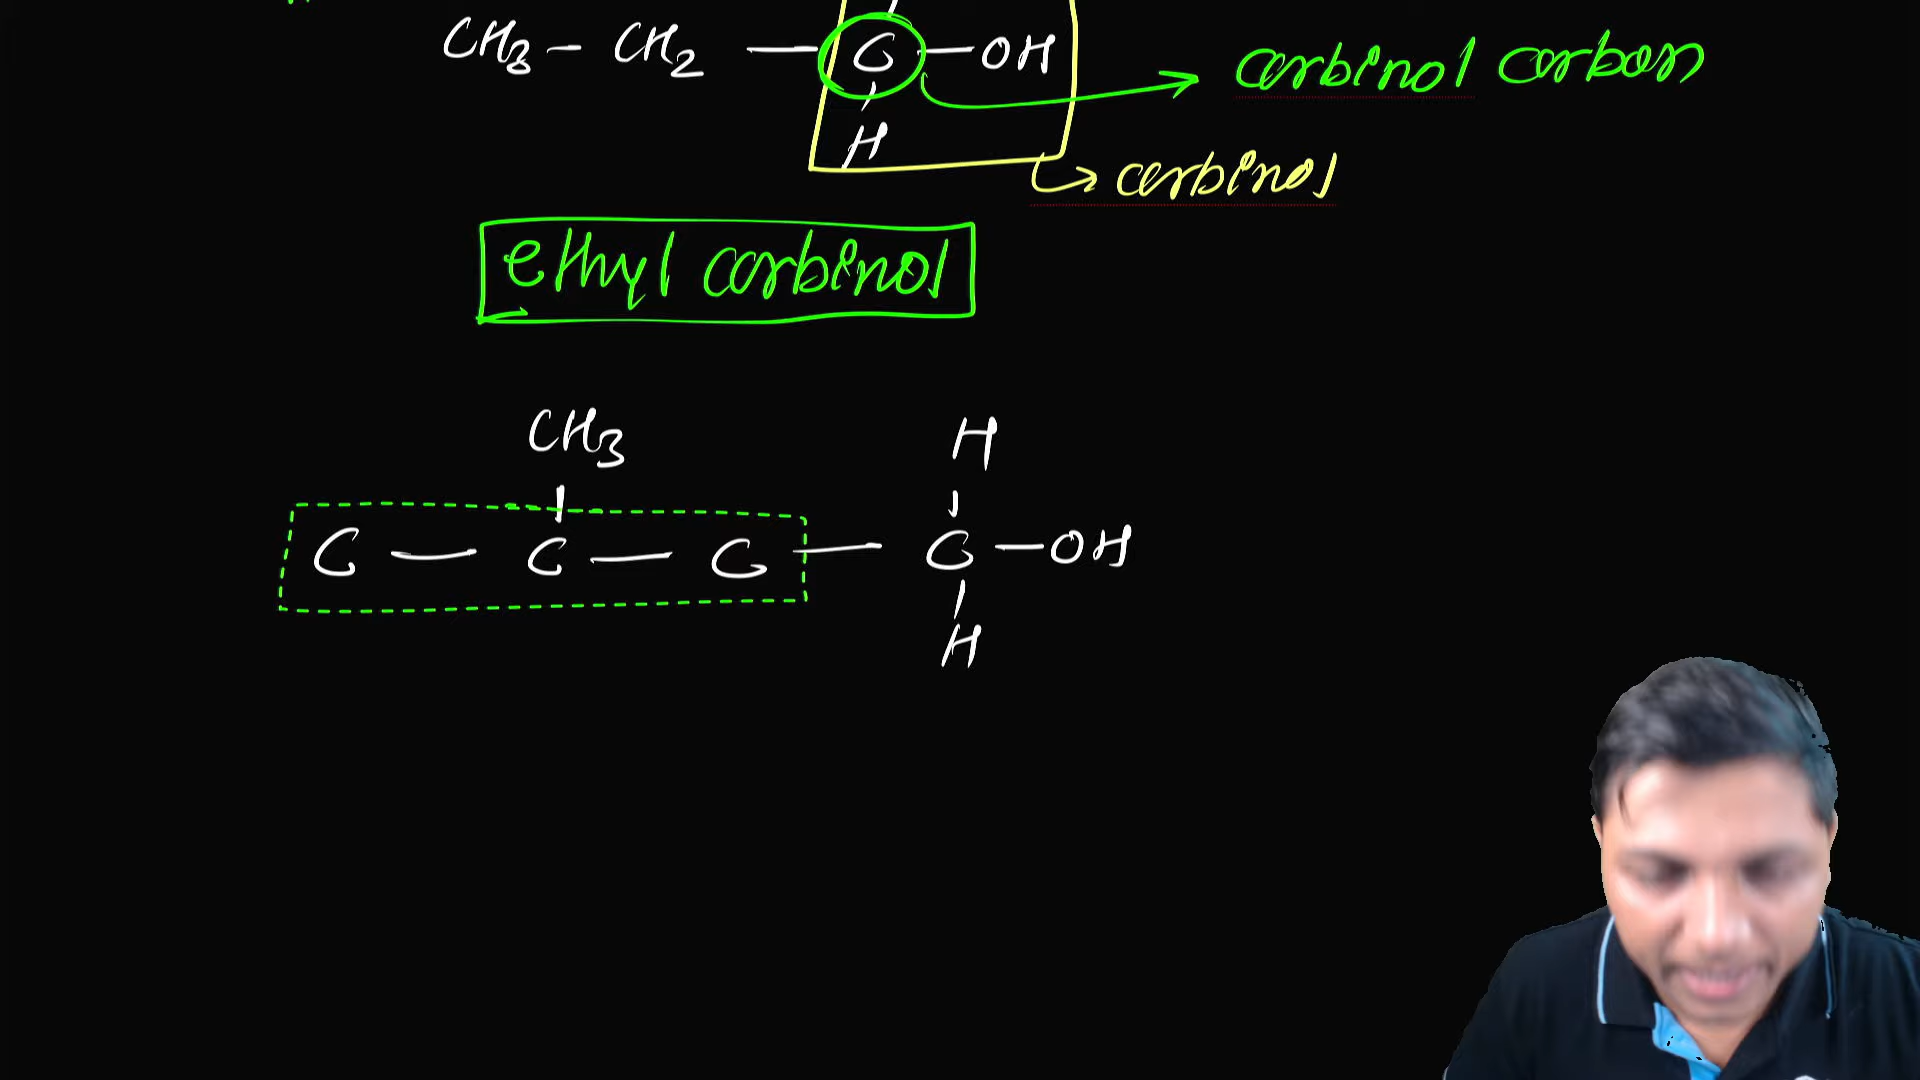 CH3 – CH2 — C – OH → carbinol carbon
H
→ carbinol
ethyl carbinol
CH3 H
C — C — C — C – OH
H